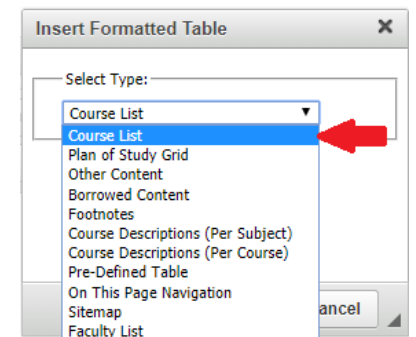 Insert Formatted Table
Select Type:
Course List
Course List
Plan of Study Grid
Other Content
Borrowed Content
Footnotes
Course Descriptions (Per Subject)
Course Descriptions (Per Course)
Pre-Defined Table
On This Page Navigation
Sitemap
ancel
Faculty List